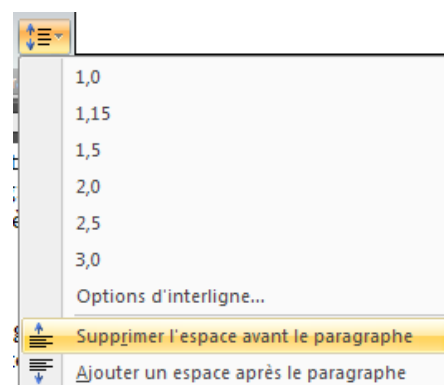 1,0
1,15
1,5
2,0
2,5
3,0
Options d'interligne...
Supprimer l'espace avant le paragraphe
Ajouter un espace après le paragraphe